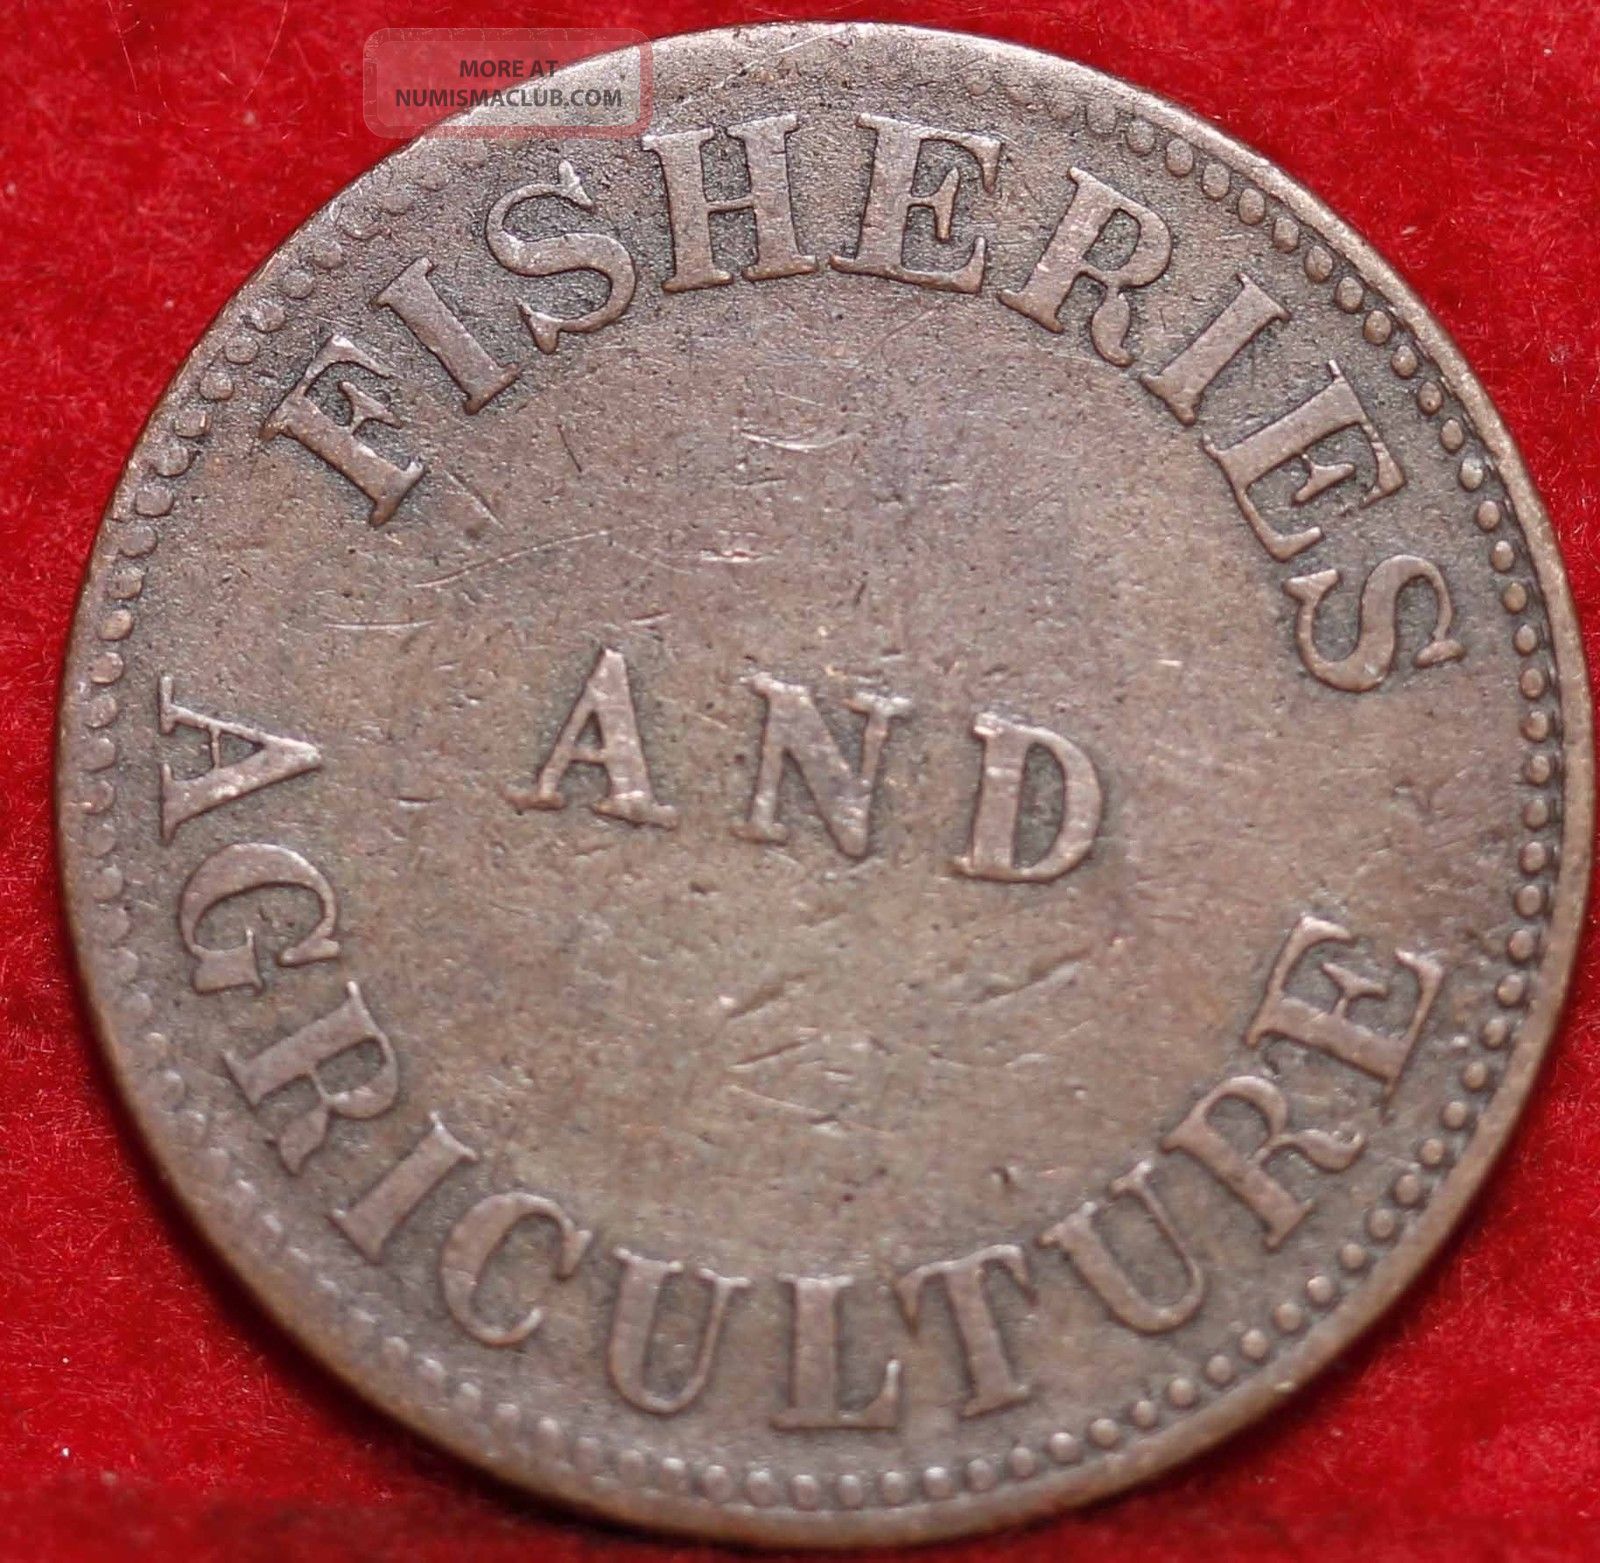 MORE AT
NUMISMACLUB.COM
FISHERIES
AND
AGRICULTURE